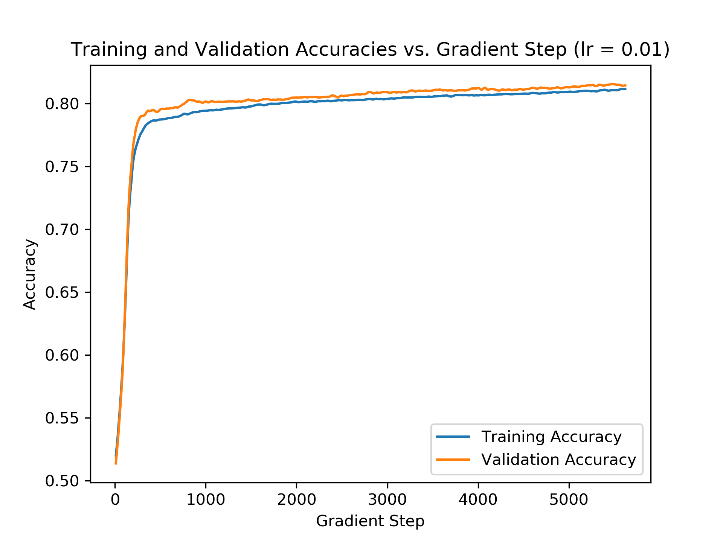 Training and Validation Accuracies vs. Gradient Step (lr = 0.01)
0.80
0.75
0.70
0.65
0.60
0.55
0.50
Accuracy
Training Accuracy
Validation Accuracy
0 1000 2000 3000 4000 5000
Gradient Step